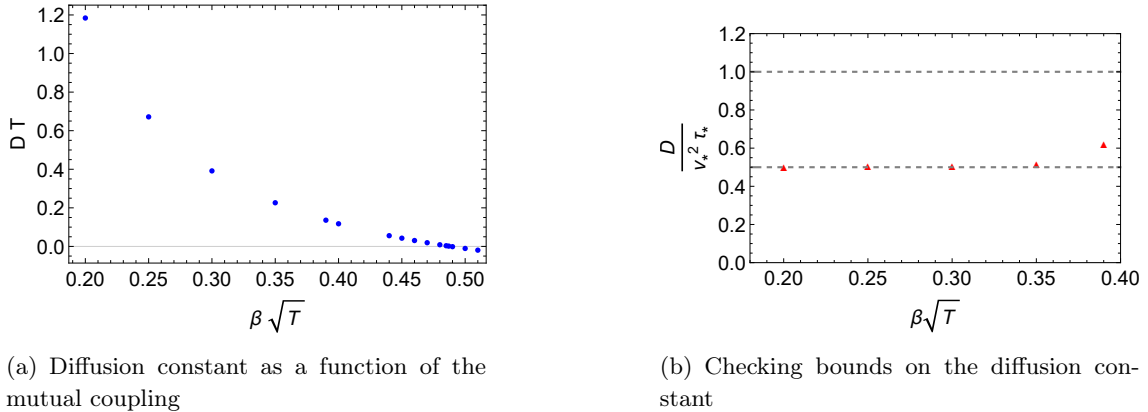 1.2
1.0
0.8
0.6
0.4
0.2
0.0
D T
0.20 0.25 0.30 0.35 0.40 0.45 0.50
β √T
(a) Diffusion constant as a function of the
mutual coupling
1.2
1.0
0.8
0.6
0.4
0.2
0.0
D
v*² τ*
0.20 0.25 0.30 0.35 0.40
β√T
(b) Checking bounds on the diffusion con-
stant